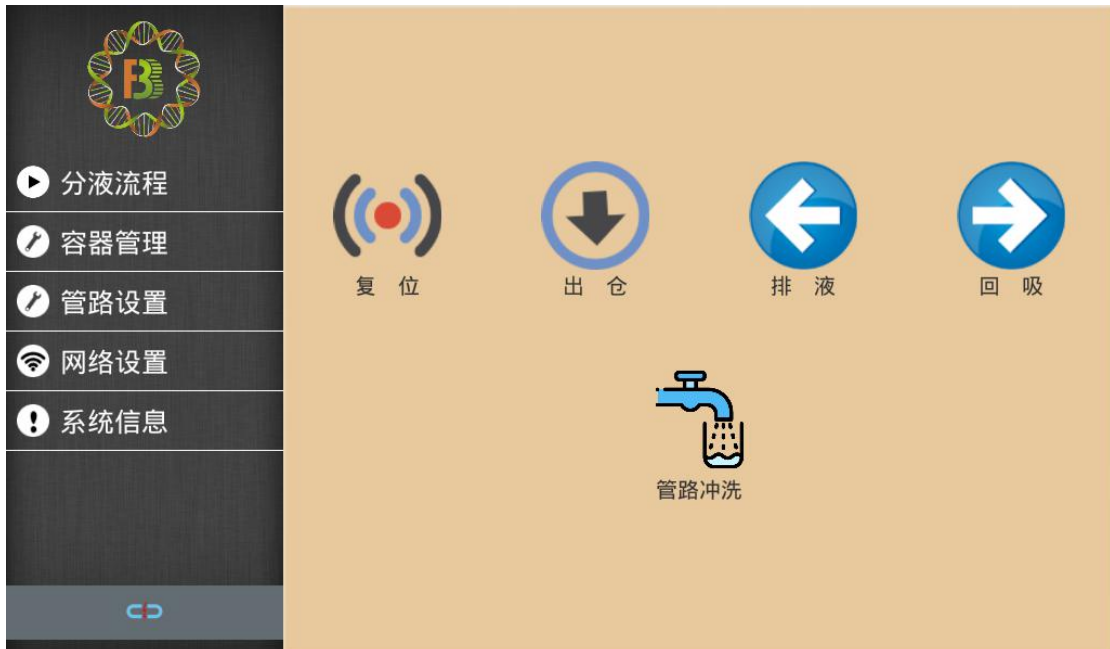 FB
分液流程
容器管理
管路设置
网络设置
系统信息
复 位
出 仓
排 液
回 吸
管路冲洗